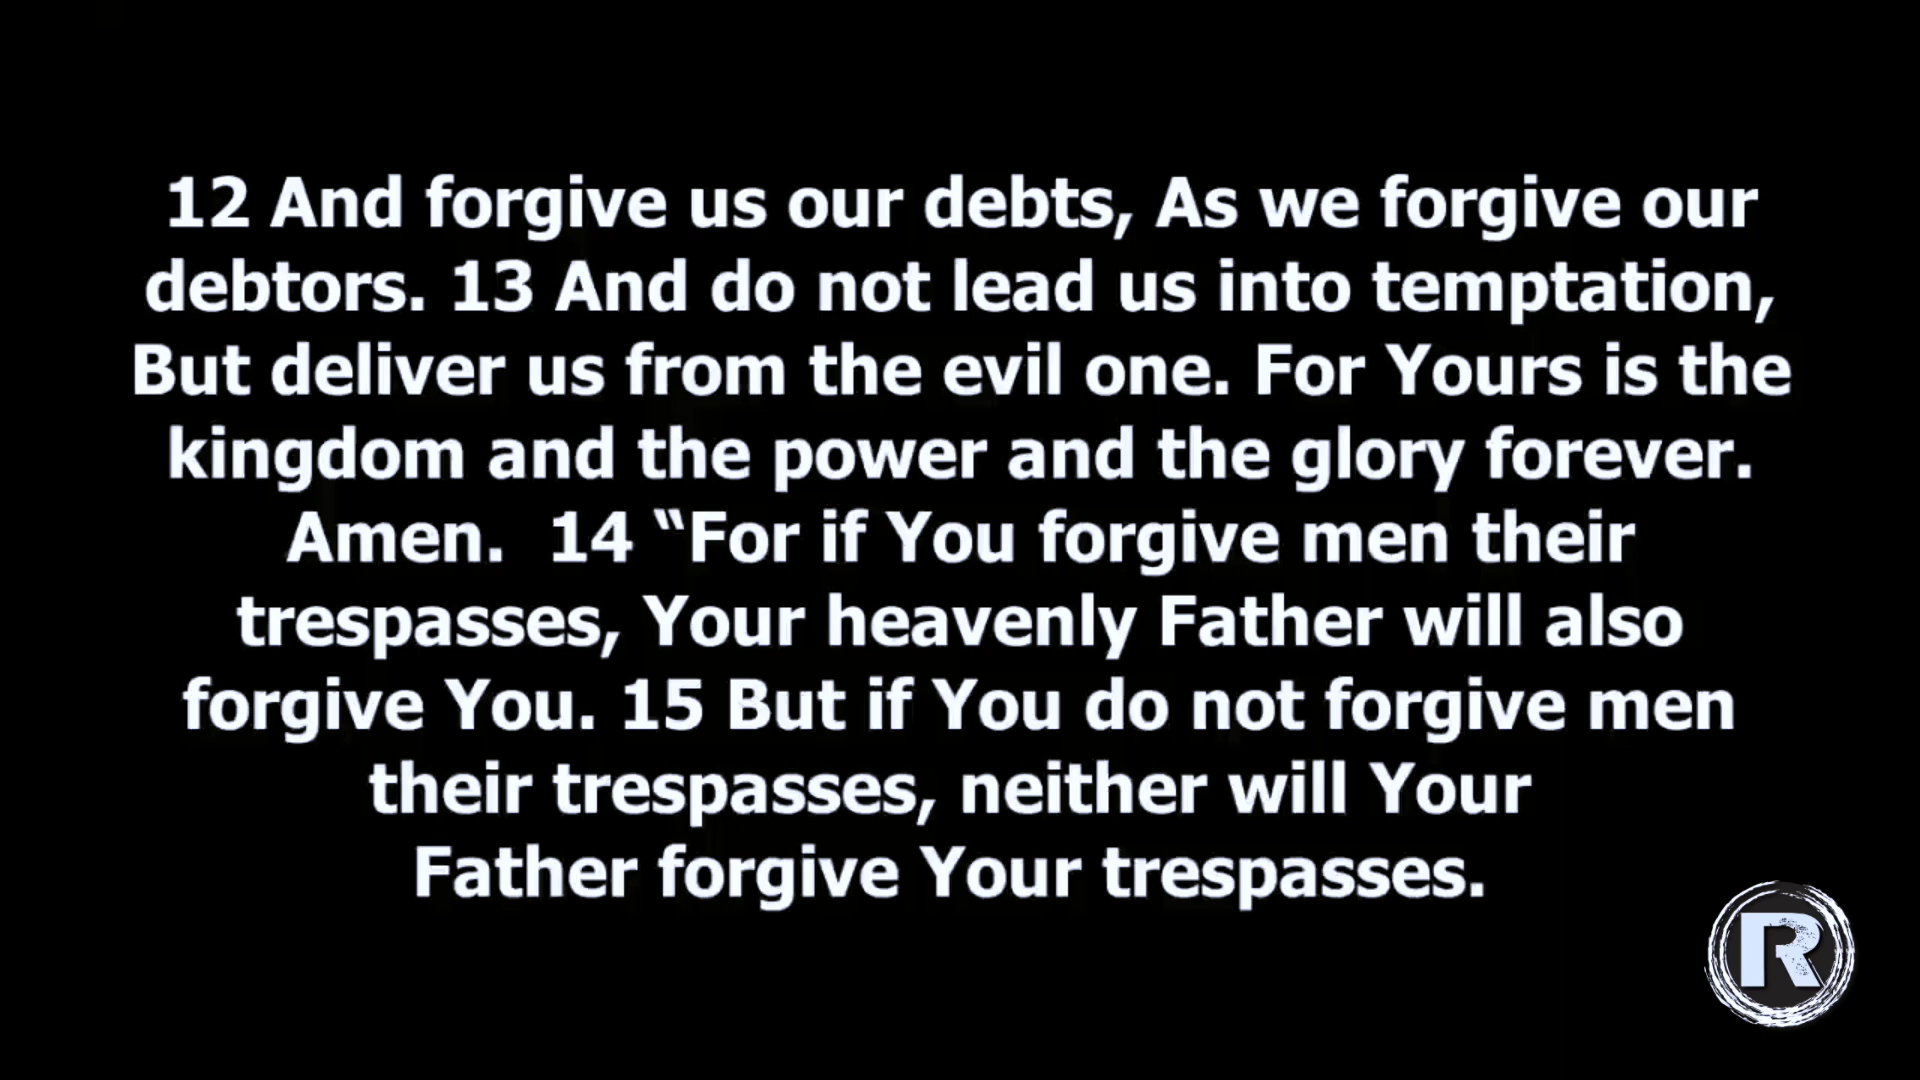 12 And forgive us our debts, As we forgive our
debtors. 13 And do not lead us into temptation,
But deliver us from the evil one. For Yours is the
kingdom and the power and the glory forever.
Amen.  14 “For if You forgive men their
trespasses, Your heavenly Father will also
forgive You. 15 But if You do not forgive men
their trespasses, neither will Your
Father forgive Your trespasses.
R